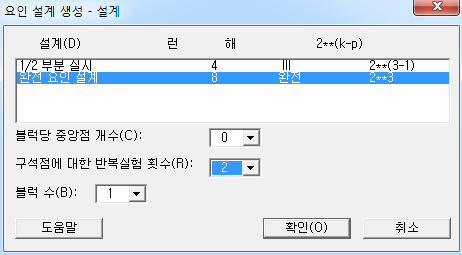 요인 설계 생성 - 설계
설계(D) 런 해 2**(k-p)
1/2 부분 실시 4 III 2**(3-1)
완전 요인 설계 8 완전 2**3
블럭당 중앙점 개수(C): 0
구석점에 대한 반복실험 횟수(R): 2
블럭 수(B): 1
도움말 확인(O) 취소